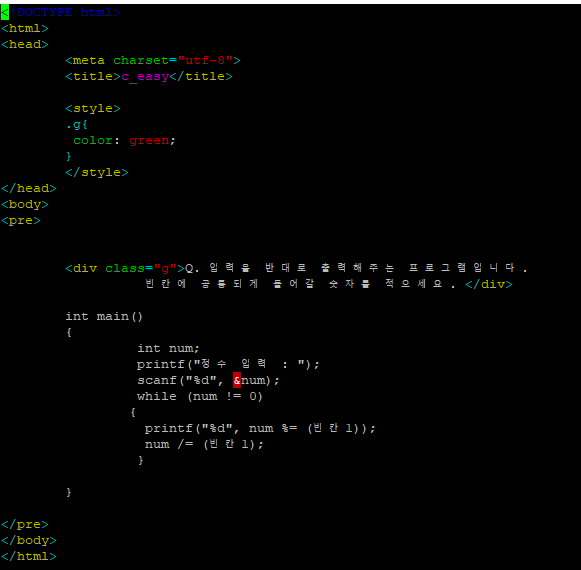 <!DOCTYPE html>
<html>
<head>
<meta charset="utf-8">
<title>c_easy</title>
<style>
.g{
color: green;
}
</style>
</head>
<body>
<pre>
<div class="g">Q. 입력을 반대로 출력해주는 프로그램입니다.
빈칸에 공통되게 들어갈 숫자를 적으세요.</div>
int main()
{
int num;
printf("정수 입력 : ");
scanf("%d", &num);
while (num != 0)
{
printf("%d", num %= (빈칸1));
num /= (빈칸1);
}
}
</pre>
</body>
</html>